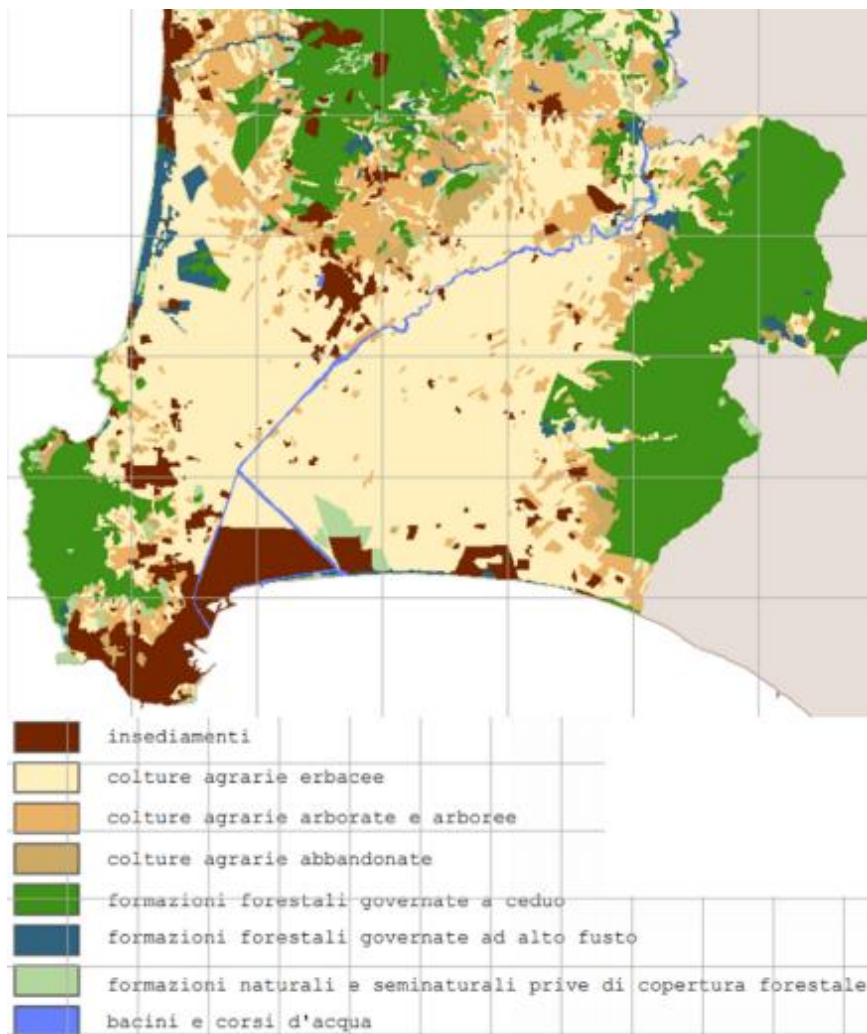 insediamenti
colture agrarie erbacee
colture agrarie arborate e arboree
colture agrarie abbandonate
formazioni forestali governate a ceduo
formazioni forestali governate ad alto fusto
formazioni naturali e seminaturali prive di copertura forestale
bacini e corsi d'acqua